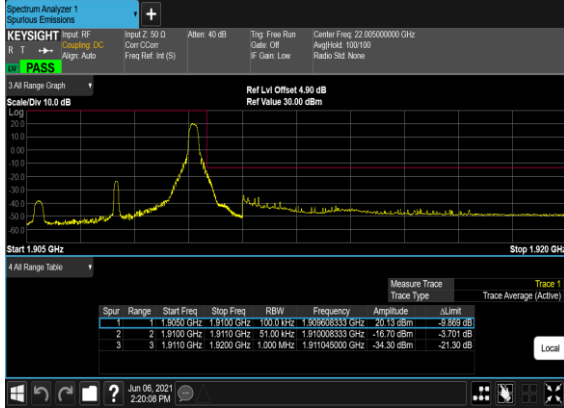 Spectrum Analyzer 1
Spurious Emissions
+
KEYSIGHT Input: RF Input Z: 50 Ω Atten: 40 dB Trig: Free Run Center Freq: 22.005000000 GHz
R T Coupling: DC Corr CCorr Gate: Off Avg|Hold: 100/100
Align: Auto Freq Ref: Int (S) IF Gain: Low Radio Std: None
PASS
3 All Range Graph
Ref Lvl Offset 4.90 dB
Scale/Div 10.0 dB Ref Value 30.00 dBm
Log
20.0
10.0
0.00
-10.0
-20.0
-30.0
-40.0
-50.0
-60.0
Start 1.905 GHz Stop 1.920 GHz
4 All Range Table
Measure Trace Trace 1
Trace Type Trace Average (Active)
Spur Range Start Freq Stop Freq RBW Frequency Amplitude ΔLimit
1 1 1.9050 GHz 1.9100 GHz 100.0 kHz 1.909608333 GHz 20.13 dBm -9.869 dB
2 2 1.9100 GHz 1.9110 GHz 51.00 kHz 1.910008333 GHz -16.70 dBm -3.701 dB
3 3 1.9110 GHz 1.9200 GHz 1.000 MHz 1.911045000 GHz -34.30 dBm -21.30 dB
Local
? Jun 06, 2021
2:20:08 PM